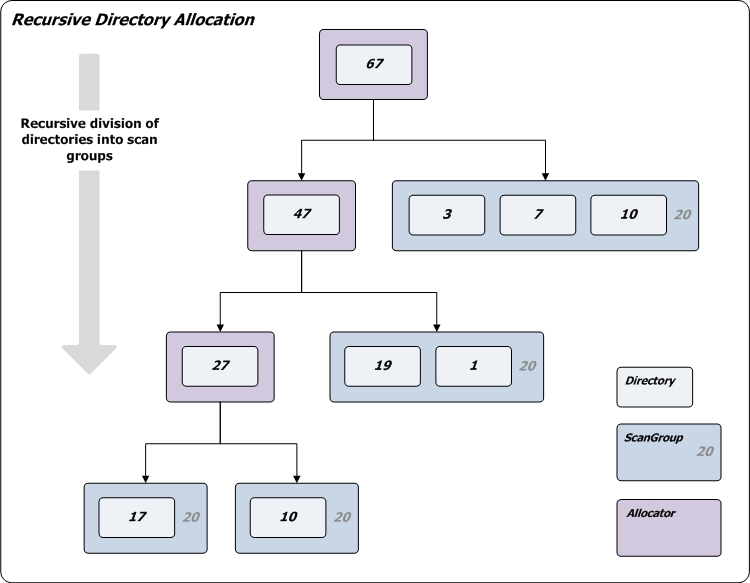 Recursive Directory Allocation
67
Recursive division of
directories into scan
groups
47
3 7 10 20
27
19 1 20
Directory
ScanGroup
20
17 20 10 20
Allocator